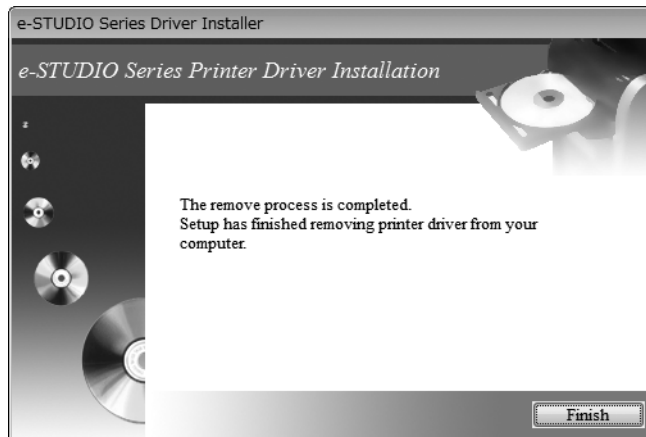 e-STUDIO Series Driver Installer
e-STUDIO Series Printer Driver Installation
The remove process is completed.
Setup has finished removing printer driver from your
computer.
Finish